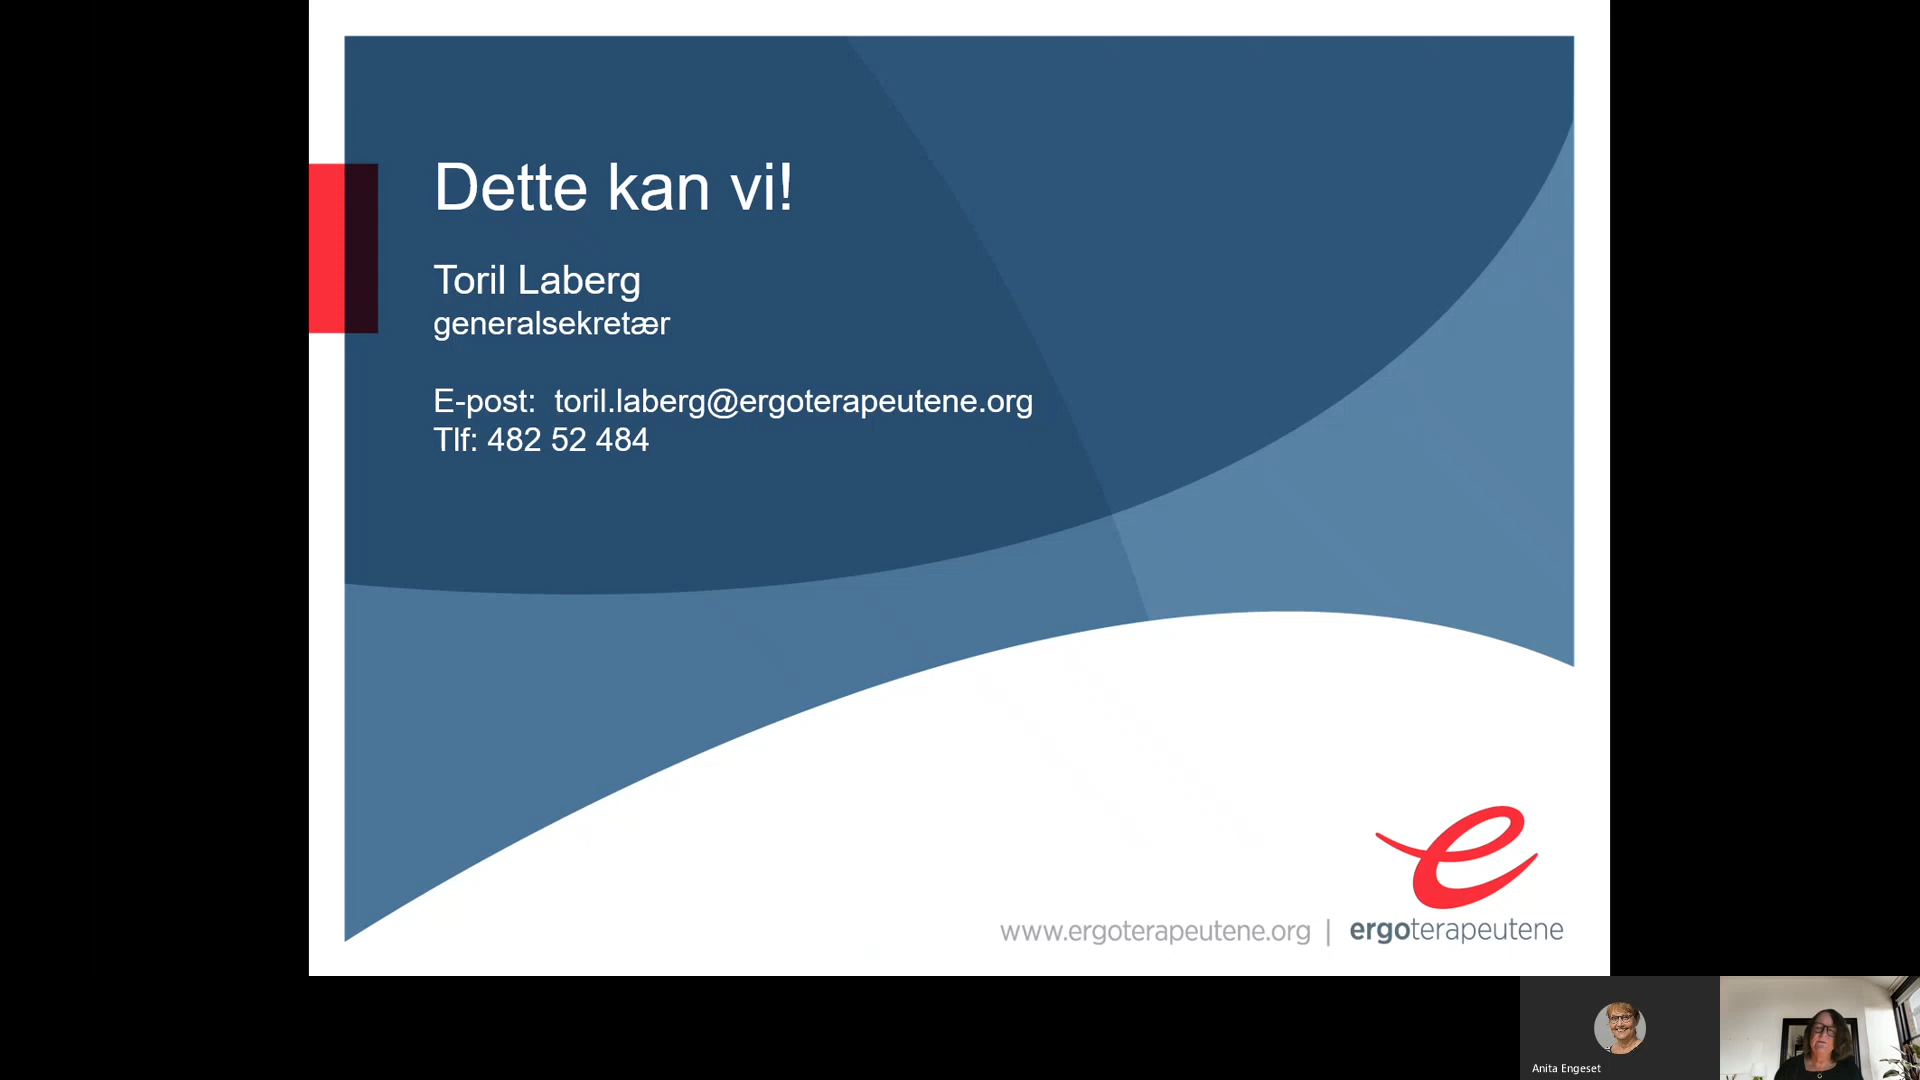 Dette kan vi!
Toril Laberg
generalsekretær
E-post: toril.laberg@ergoterapeutene.org
Tlf: 482 52 484
www.ergoterapeutene.org | ergoterapeutene
Anita Engeset